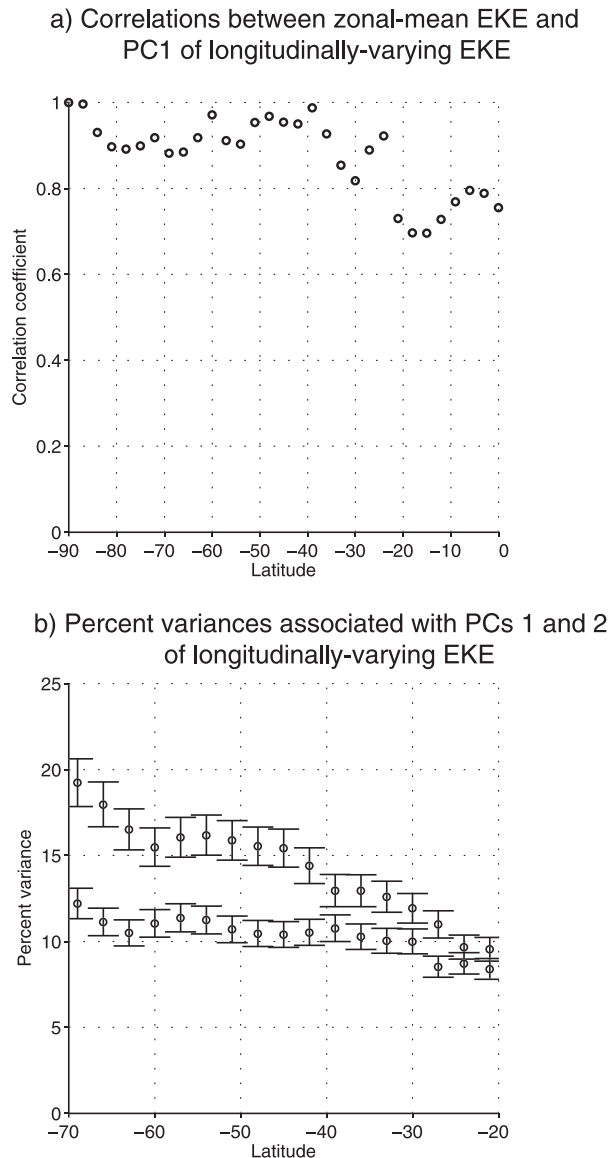 a) Correlations between zonal-mean EKE and
PC1 of longitudinally-varying EKE
1
0.8
0.6
0.4
0.2
0
Correlation coefficient
−90 −80 −70 −60 −50 −40 −30 −20 −10 0
Latitude
b) Percent variances associated with PCs 1 and 2
of longitudinally-varying EKE
25
20
15
10
5
0
Percent variance
−70 −60 −50 −40 −30 −20
Latitude